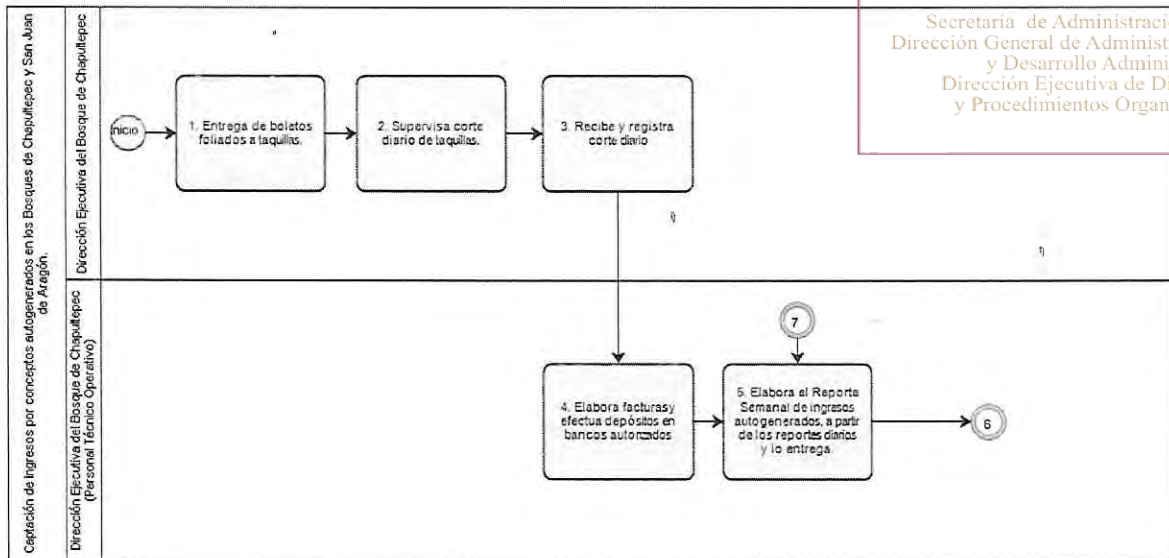 Captación de Ingresos por conceptos autogenerados en los Bosques de Chapultepec y San Juan
de Aragón.
Dirección Ejecutiva del Bosque de Chapultepec
Inicio
1. Entrega de boletos
foliados a taquillas.
2. Supervisa corte
diario de taquillas.
3. Recibe y registra
corte diario
Secretaría de Administració
Dirección General de Administ
y Desarrollo Admini
Dirección Ejecutiva de Di
y Procedimientos Organ
Dirección Ejecutiva del Bosque de Chapultepec
(Personal Técnico Operativo)
4. Elabora facturas y
efectua depósitos en
bancos autorizados
7
5. Elabora el Reporte
Semanal de ingresos
autogenerados, a partir
de los reportes diarios
y lo entrega
6